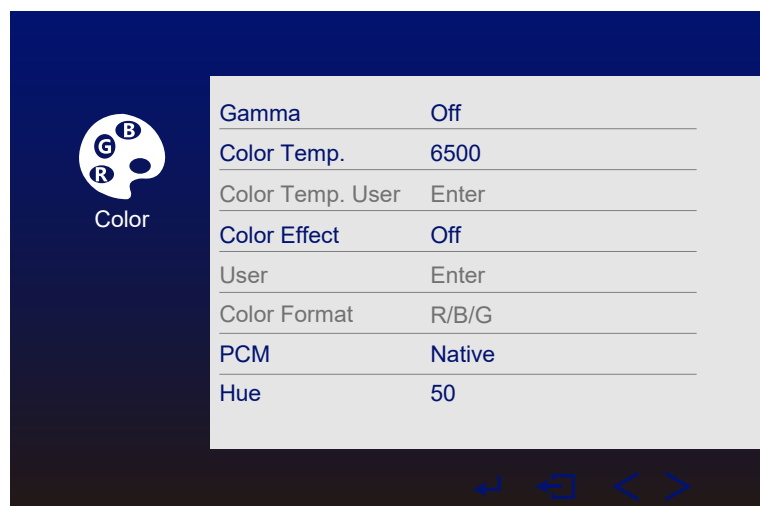 B
G
R
Color
Gamma Off
Color Temp. 6500
Color Temp. User Enter
Color Effect Off
User Enter
Color Format R/B/G
PCM Native
Hue 50